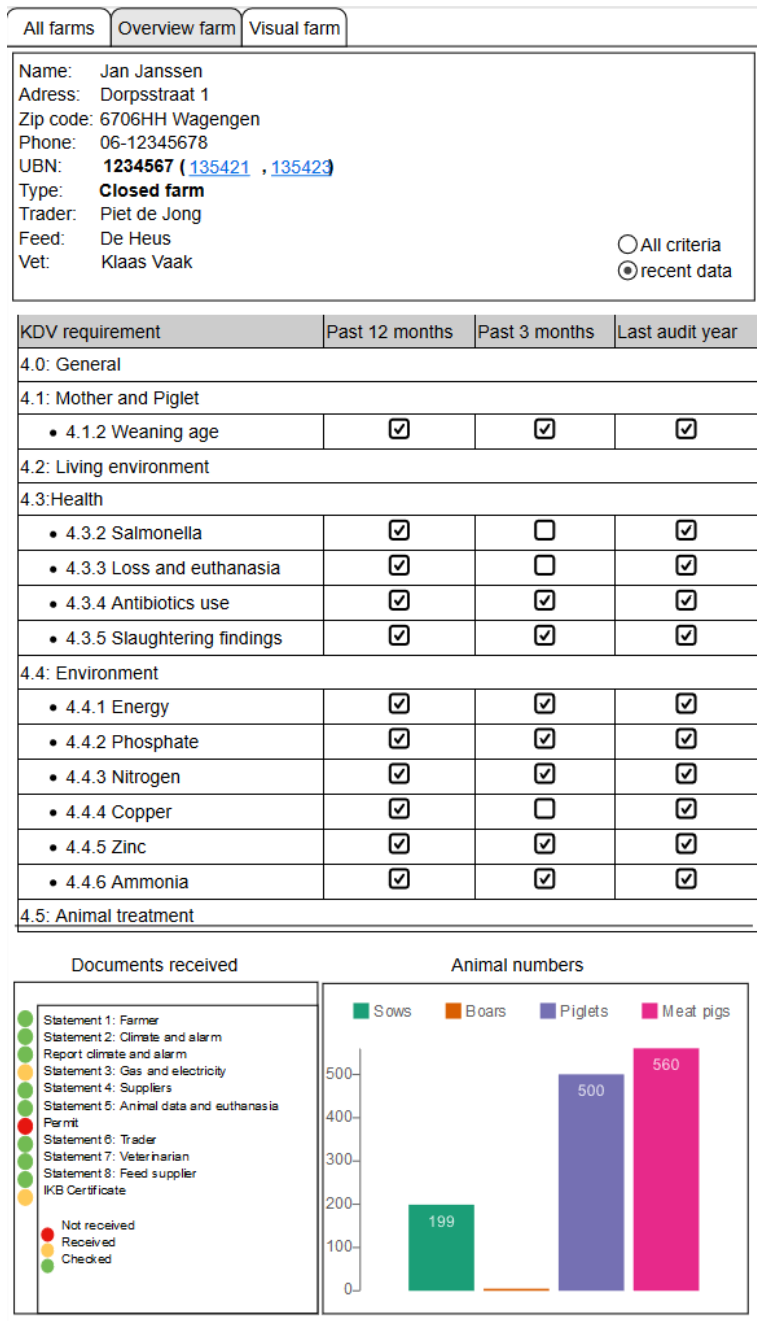 All farms Overview farm Visual farm
Name: Jan Janssen
Adress: Dorpsstraat 1
Zip code: 6706HH Wagengen
Phone: 06-12345678
UBN: 1234567 ( 135421 , 135423)
Type: Closed farm
Trader: Piet de Jong
Feed: De Heus
Vet: Klaas Vaak
All criteria
recent data
KDV requirement Past 12 months Past 3 months Last audit year
4.0: General
4.1: Mother and Piglet
• 4.1.2 Weaning age
4.2: Living environment
4.3:Health
• 4.3.2 Salmonella
• 4.3.3 Loss and euthanasia
• 4.3.4 Antibiotics use
• 4.3.5 Slaughtering findings
4.4: Environment
• 4.4.1 Energy
• 4.4.2 Phosphate
• 4.4.3 Nitrogen
• 4.4.4 Copper
• 4.4.5 Zinc
• 4.4.6 Ammonia
4.5: Animal treatment
Documents received
Statement 1: Farmer
Statement 2: Climate and alarm
Report climate and alarm
Statement 3: Gas and electricity
Statement 4: Suppliers
Statement 5: Animal data and euthanasia
Permit
Statement 6: Trader
Statement 7: Veterinarian
Statement 8: Feed supplier
IKB Certificate
Not received
Received
Checked
Animal numbers
Sows Boars Piglets Meat pigs
500
400
300
200
100
0
199
500
560